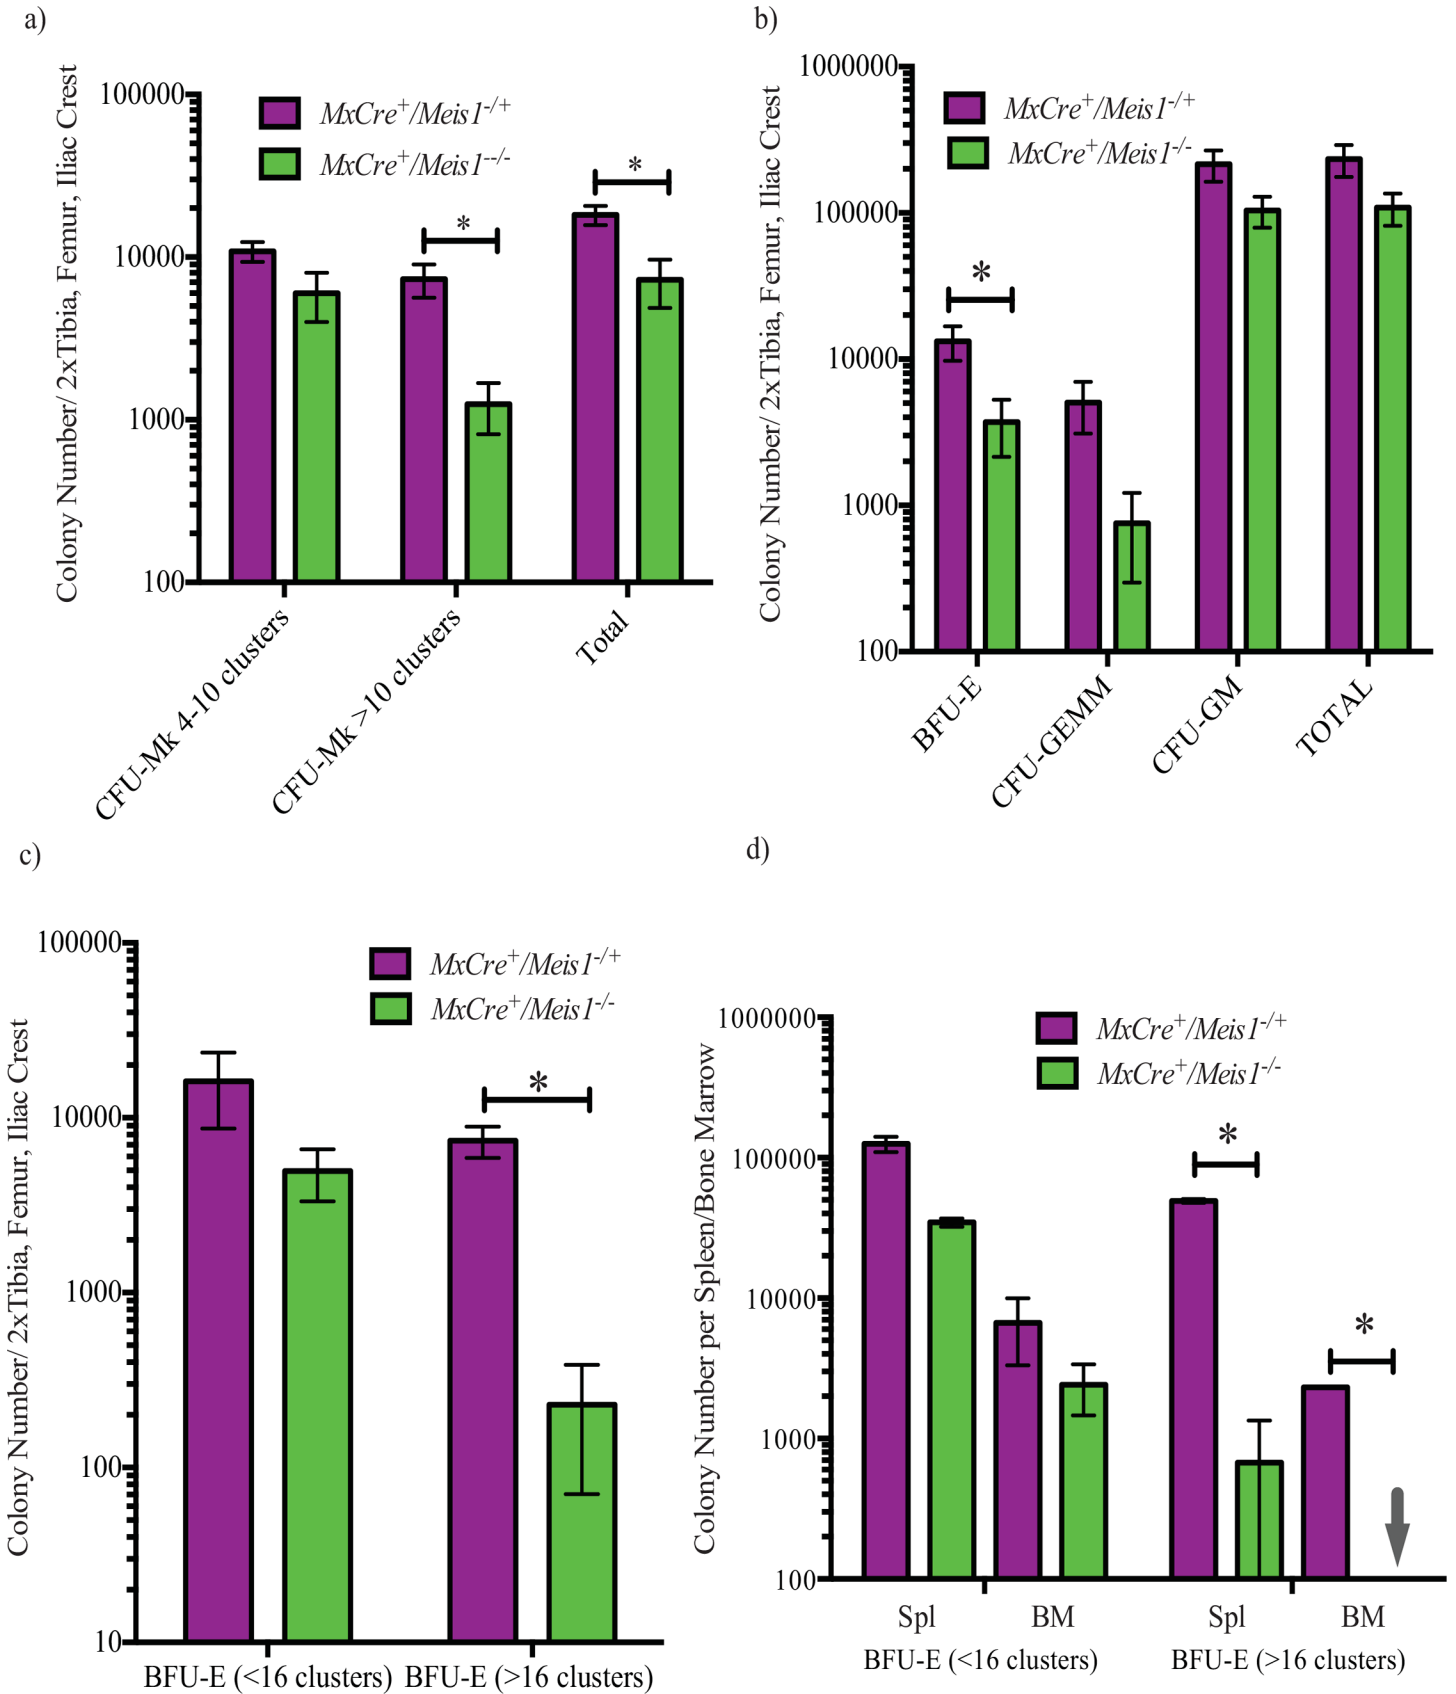 a)
Colony Number/ 2xTibia, Femur, Iliac Crest
100000
10000
1000
100
MxCre+/Meis1-/+
MxCre+/Meis1--/-
*
*
CFU-Mk 4-10 clusters
CFU-Mk >10 clusters
Total
b)
Colony Number/ 2xTibia, Femur, Iliac Crest
1000000
100000
10000
1000
100
MxCre+/Meis1-/+
MxCre+/Meis1-/-
*
BFU-E
CFU-GEMM
CFU-GM
TOTAL
c)
Colony Number/ 2xTibia, Femur, Iliac Crest
100000
10000
1000
100
10
MxCre+/Meis1-/+
MxCre+/Meis1-/-
*
BFU-E (<16 clusters)
BFU-E (>16 clusters)
d)
Colony Number per Spleen/Bone Marrow
1000000
100000
10000
1000
100
MxCre+/Meis1-/+
MxCre+/Meis1-/-
*
*
Spl BM Spl BM
BFU-E (<16 clusters)
BFU-E (>16 clusters)